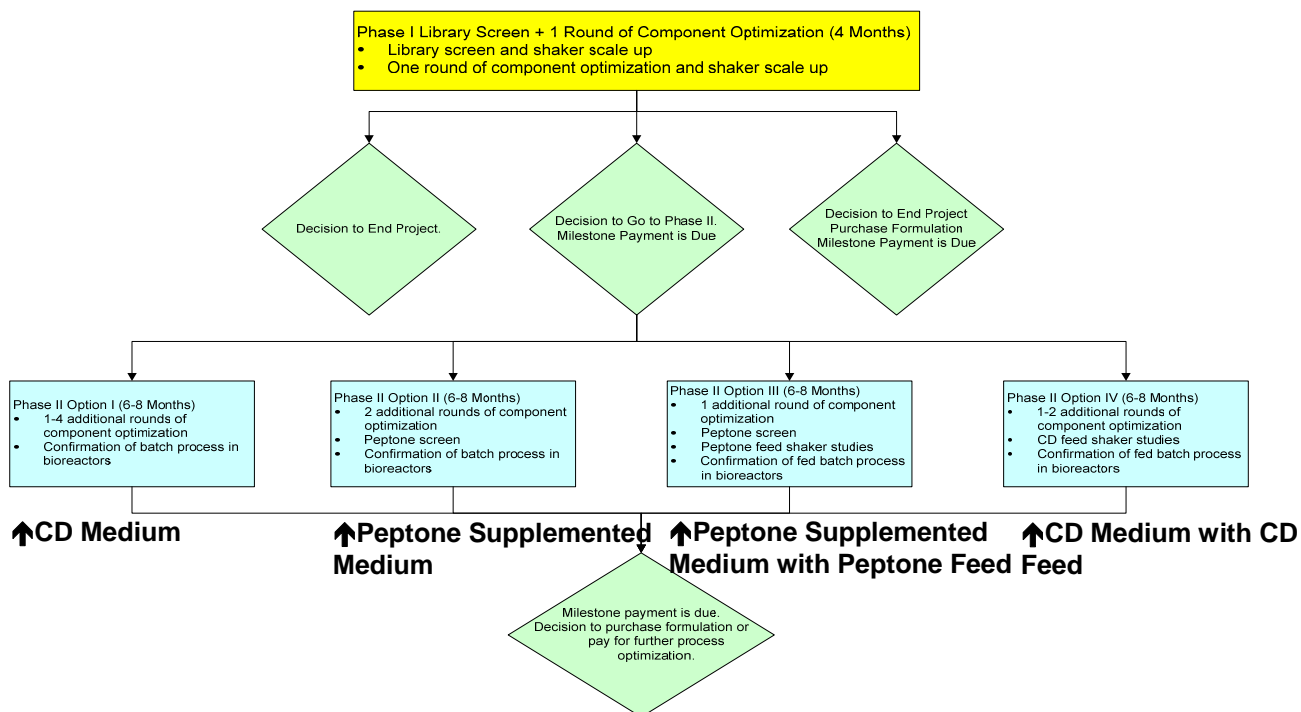 Phase I Library Screen + 1 Round of Component Optimization (4 Months)
• Library screen and shaker scale up
• One round of component optimization and shaker scale up
Decision to End Project.
Decision to Go to Phase II.
Milestone Payment is Due
Decision to End Project
Purchase Formulation
Milestone Payment is Due
Phase II Option I (6-8 Months)
• 1-4 additional rounds of
component optimization
• Confirmation of batch process in
bioreactors
Phase II Option II (6-8 Months)
• 2 additional rounds of component
optimization
• Peptone screen
• Confirmation of batch process in
bioreactors
Phase II Option III (6-8 Months)
• 1 additional round of component
optimization
• Peptone screen
• Peptone feed shaker studies
• Confirmation of fed batch process
in bioreactors
Phase II Option IV (6-8 Months)
• 1-2 additional rounds of
component optimization
• CD feed shaker studies
• Confirmation of fed batch process
in bioreactors
🡹CD Medium
🡹Peptone Supplemented
Medium
🡹Peptone Supplemented
Medium with Peptone Feed
🡹CD Medium with CD
Feed
Milestone payment is due.
Decision to purchase formulation or
pay for further process
optimization.